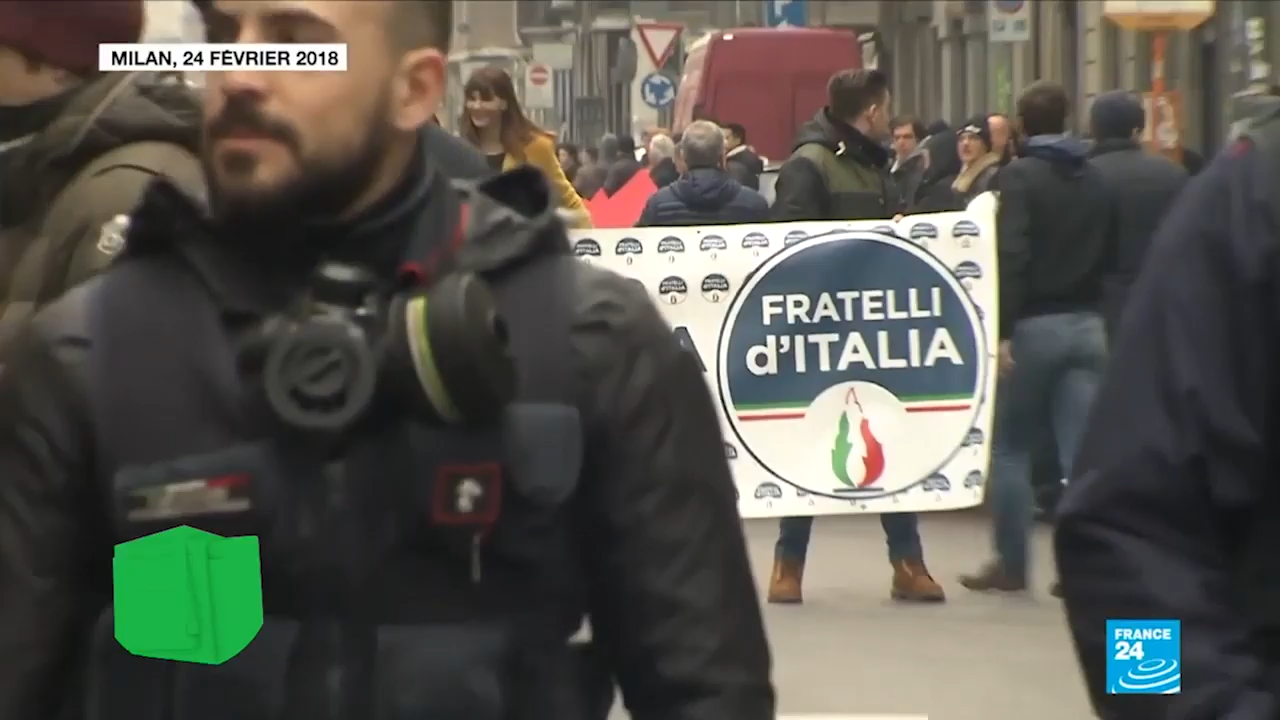 MILAN, 24 FÉVRIER 2018
FRATELLI
d'ITALIA
FRANCE
24